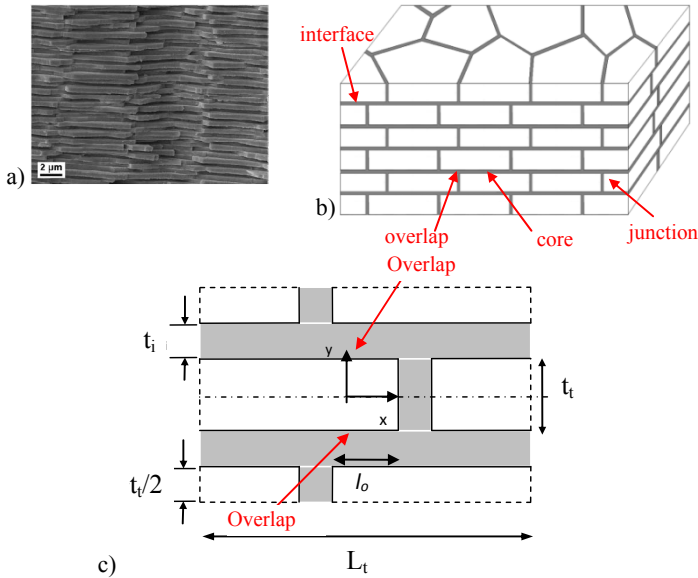 interface
2 µm
a)
b)
overlap
core
junction
Overlap
t_i
y
x
t_t
l_o
t_t/2
Overlap
L_t
c)